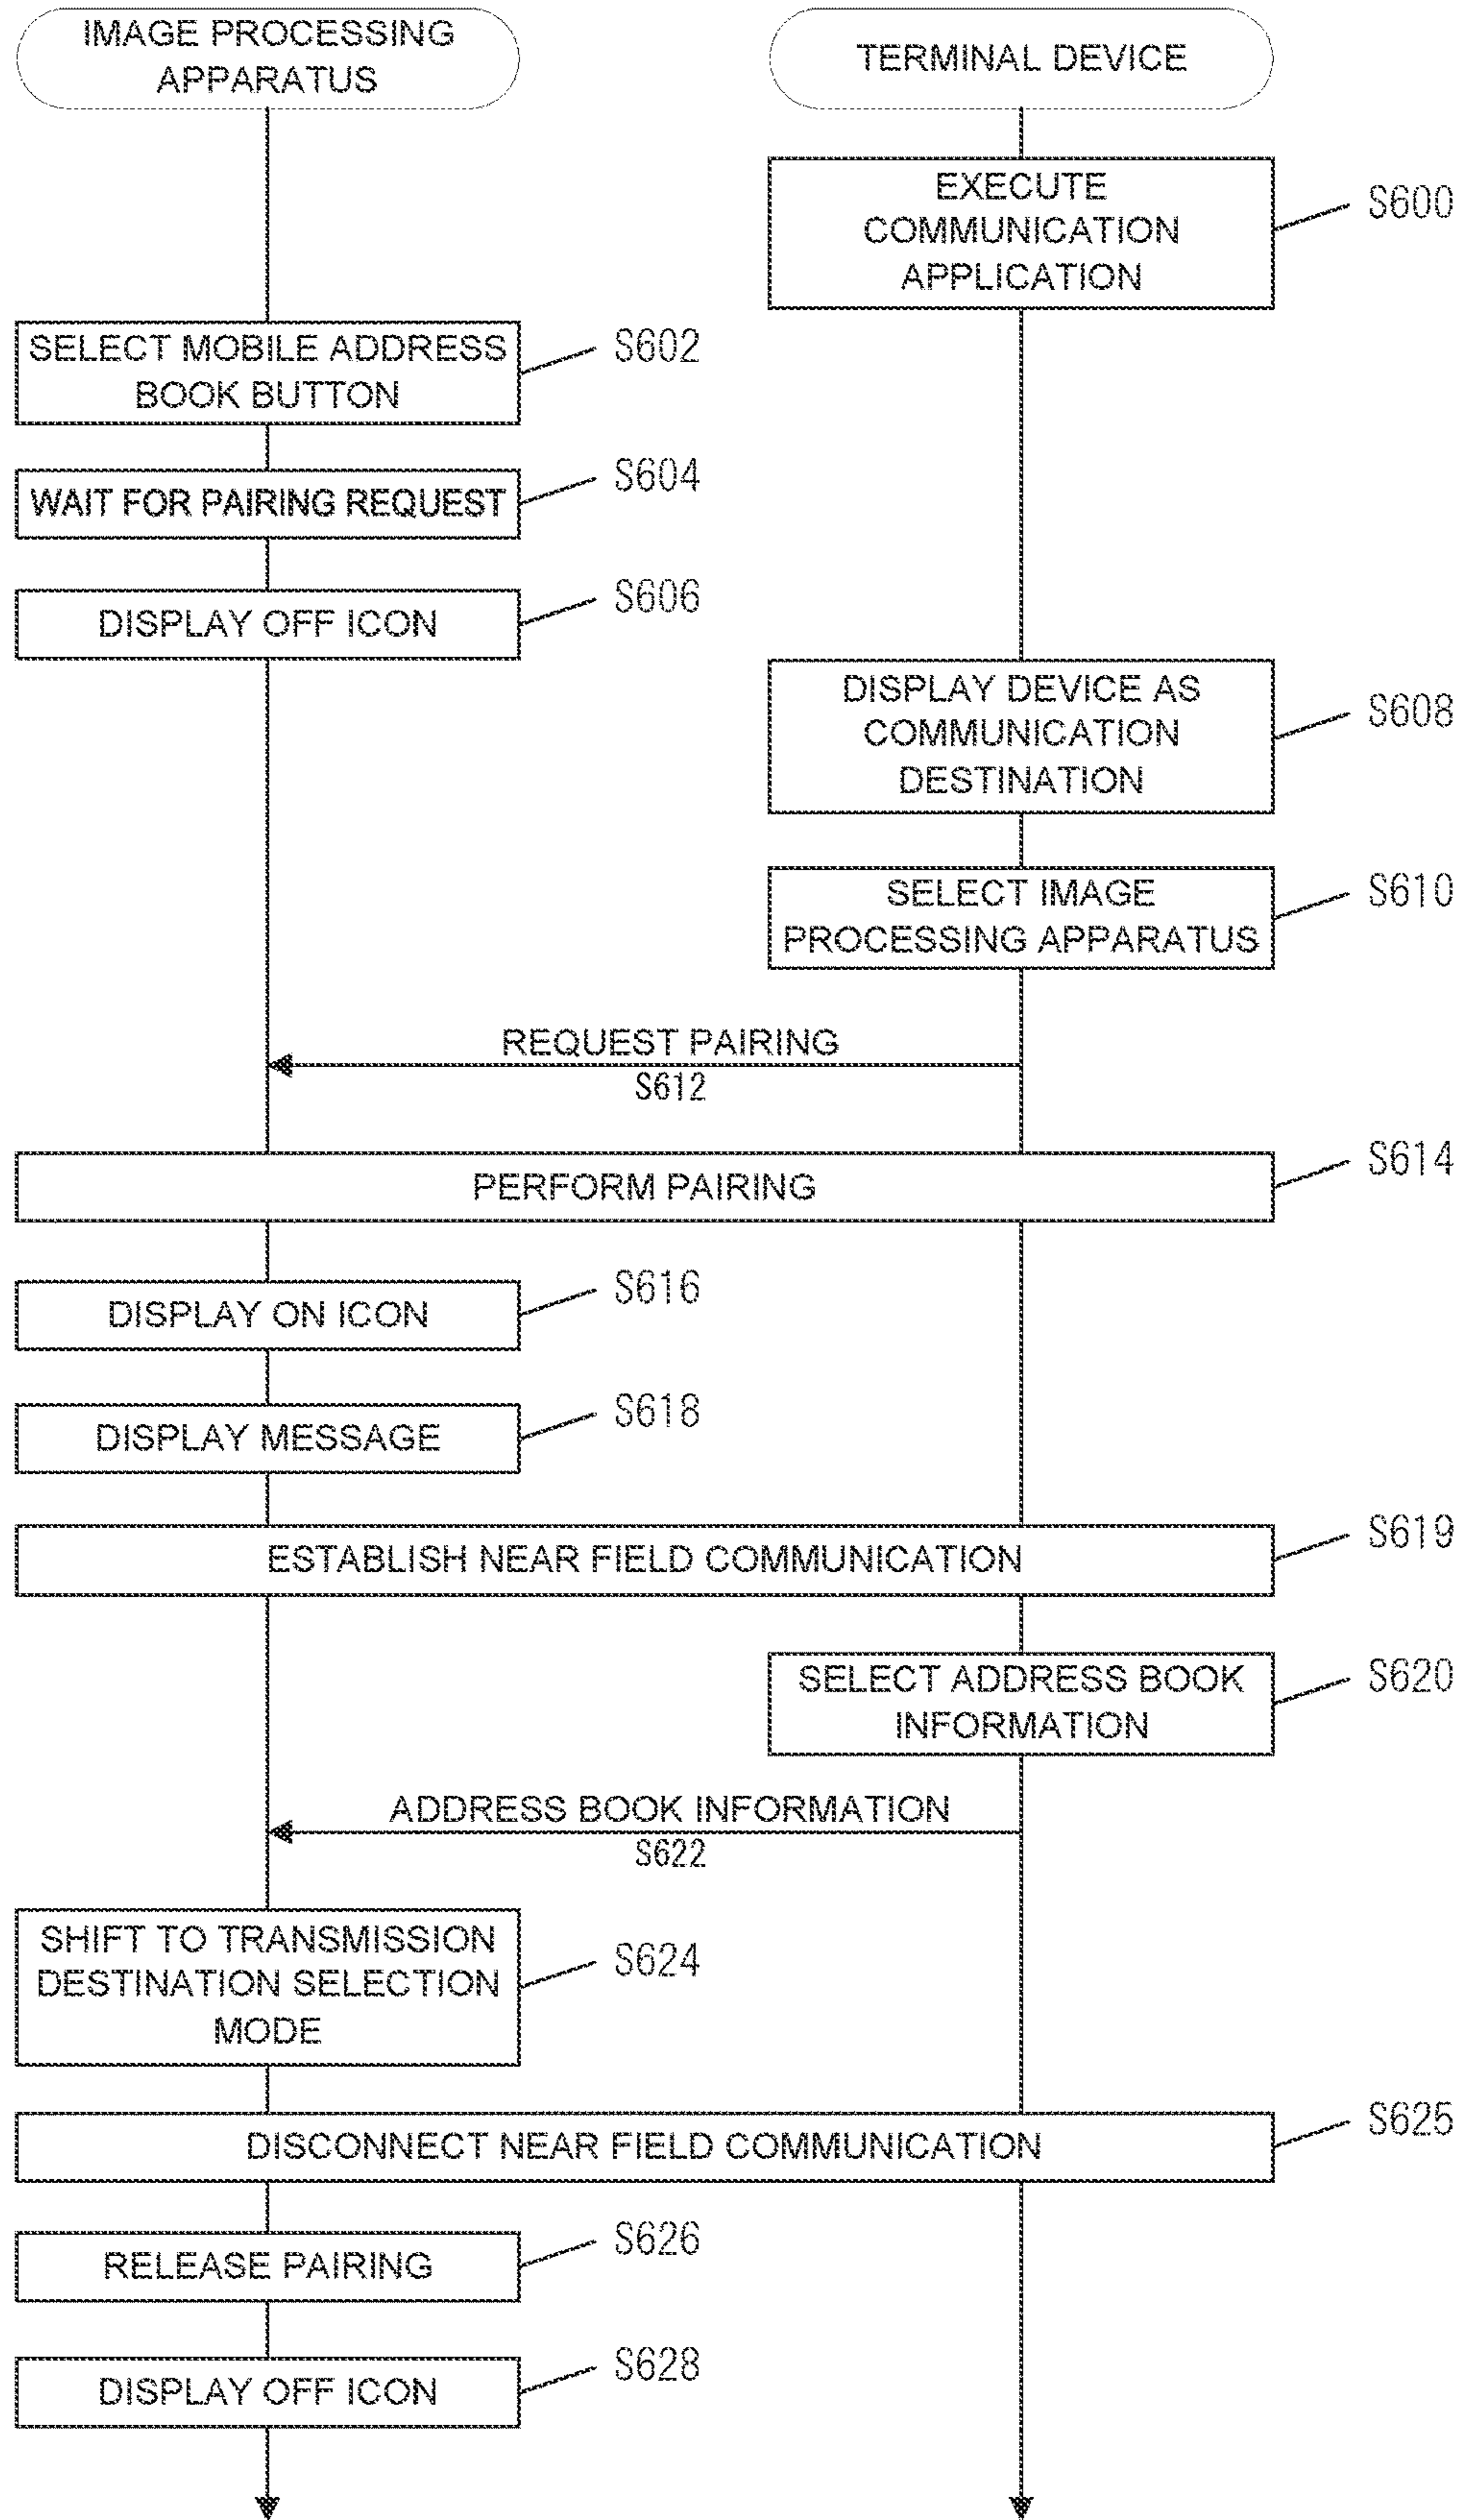 IMAGE PROCESSING
APPARATUS
TERMINAL DEVICE
EXECUTE
COMMUNICATION
APPLICATION
S600
SELECT MOBILE ADDRESS
BOOK BUTTON
S602
WAIT FOR PAIRING REQUEST
S604
DISPLAY OFF ICON
S606
DISPLAY DEVICE AS
COMMUNICATION
DESTINATION
S608
SELECT IMAGE
PROCESSING APPARATUS
S610
REQUEST PAIRING
S612
PERFORM PAIRING
S614
DISPLAY ON ICON
S616
DISPLAY MESSAGE
S618
ESTABLISH NEAR FIELD COMMUNICATION
S619
SELECT ADDRESS BOOK
INFORMATION
S620
ADDRESS BOOK INFORMATION
S622
SHIFT TO TRANSMISSION
DESTINATION SELECTION
MODE
S624
DISCONNECT NEAR FIELD COMMUNICATION
S625
RELEASE PAIRING
S626
DISPLAY OFF ICON
S628